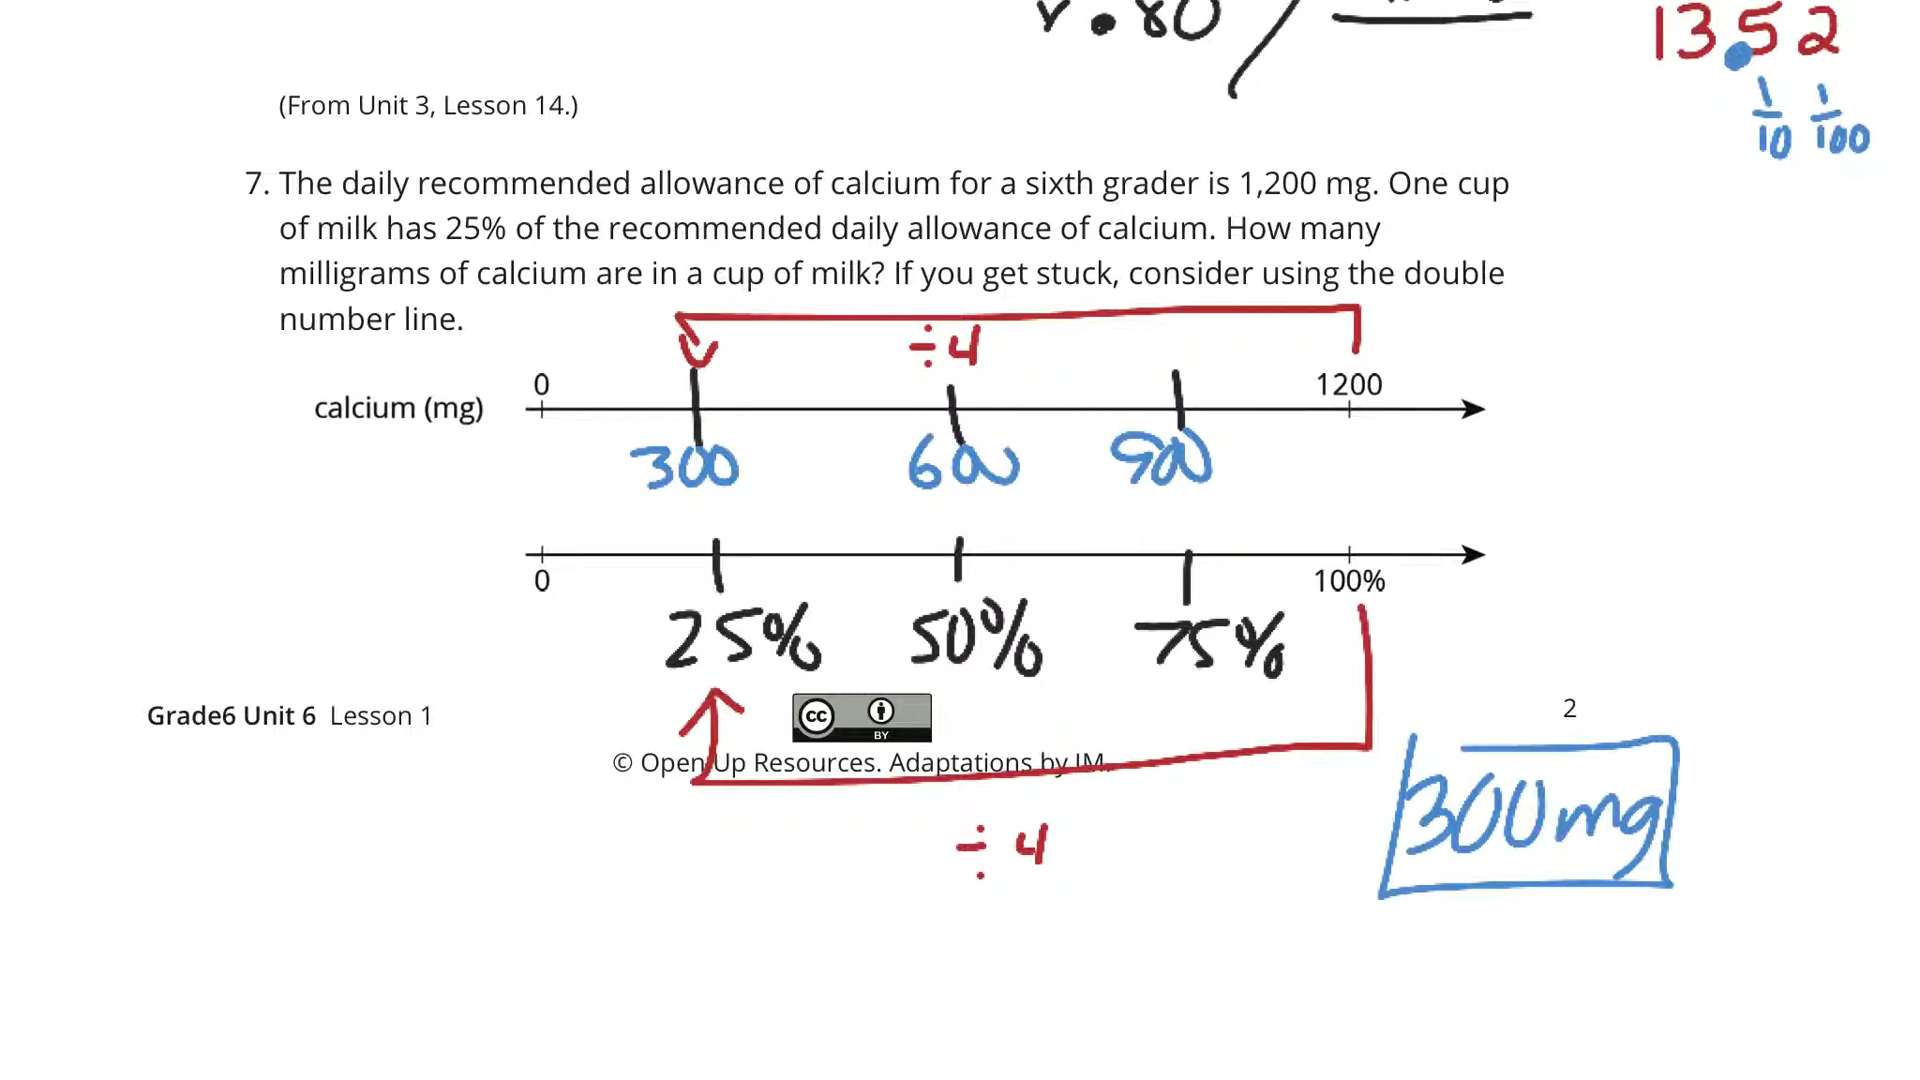 .80
13.52
1/10 1/100
(From Unit 3, Lesson 14.)
7. The daily recommended allowance of calcium for a sixth grader is 1,200 mg. One cup
of milk has 25% of the recommended daily allowance of calcium. How many
milligrams of calcium are in a cup of milk? If you get stuck, consider using the double
number line.
÷4
0 1200
calcium (mg)
300 600 900
0 100%
25% 50% 75%
Grade6 Unit 6 Lesson 1
cc
BY
2
© Open Up Resources. Adaptations by IM.
300mg
÷ 4